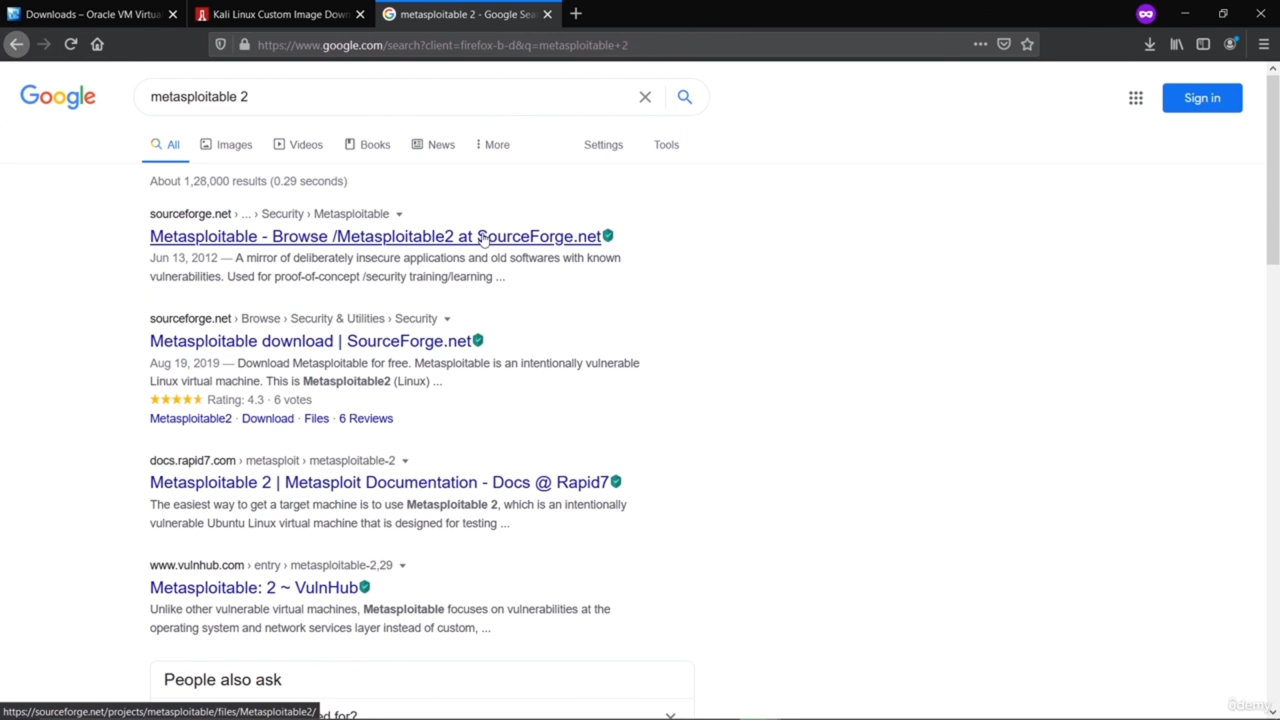 Downloads – Oracle VM Virtua
Kali Linux Custom Image Down
metasploitable 2 - Google Sea
https://www.google.com/search?client=firefox-b-d&q=metasploitable+2
Google
metasploitable 2
Sign in
All
Images
Videos
Books
News
More
Settings
Tools
About 1,28,000 results (0.29 seconds)
sourceforge.net › ... › Security › Metasploitable
Metasploitable - Browse /Metasploitable2 at SourceForge.net
Jun 13, 2012 — A mirror of deliberately insecure applications and old softwares with known
vulnerabilities. Used for proof-of-concept /security training/learning ...
sourceforge.net › Browse › Security & Utilities › Security
Metasploitable download | SourceForge.net
Aug 19, 2019 — Download Metasploitable for free. Metasploitable is an intentionally vulnerable
Linux virtual machine. This is Metasploitable2 (Linux) ...
Rating: 4.3 · 6 votes
Metasploitable2 · Download · Files · 6 Reviews
docs.rapid7.com › metasploit › metasploitable-2
Metasploitable 2 | Metasploit Documentation - Docs @ Rapid7
The easiest way to get a target machine is to use Metasploitable 2, which is an intentionally
vulnerable Ubuntu Linux virtual machine that is designed for testing ...
www.vulnhub.com › entry › metasploitable-2,29
Metasploitable: 2 ~ VulnHub
Unlike other vulnerable virtual machines, Metasploitable focuses on vulnerabilities at the
operating system and network services layer instead of custom, ...
People also ask
https://sourceforge.net/projects/metasploitable/files/Metasploitable2/
ed for?
ûdemy